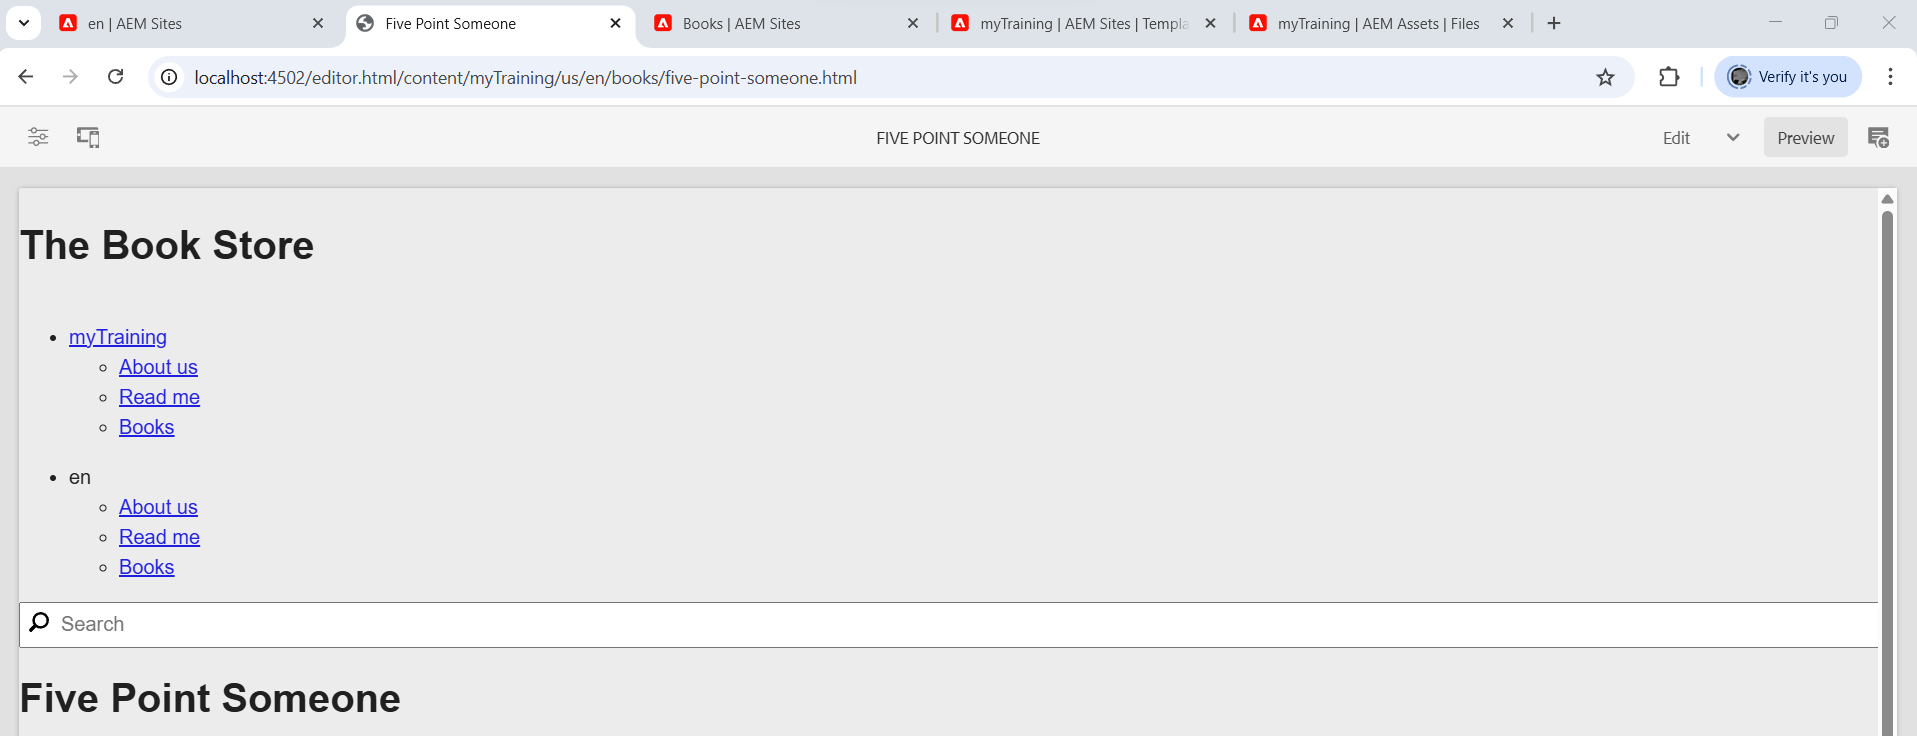 en | AEM Sites
Five Point Someone
Books | AEM Sites
myTraining | AEM Sites | Templa
myTraining | AEM Assets | Files
localhost:4502/editor.html/content/myTraining/us/en/books/five-point-someone.html
Verify it's you
FIVE POINT SOMEONE
Edit
Preview
The Book Store
myTraining
About us
Read me
Books
en
About us
Read me
Books
Search
Five Point Someone